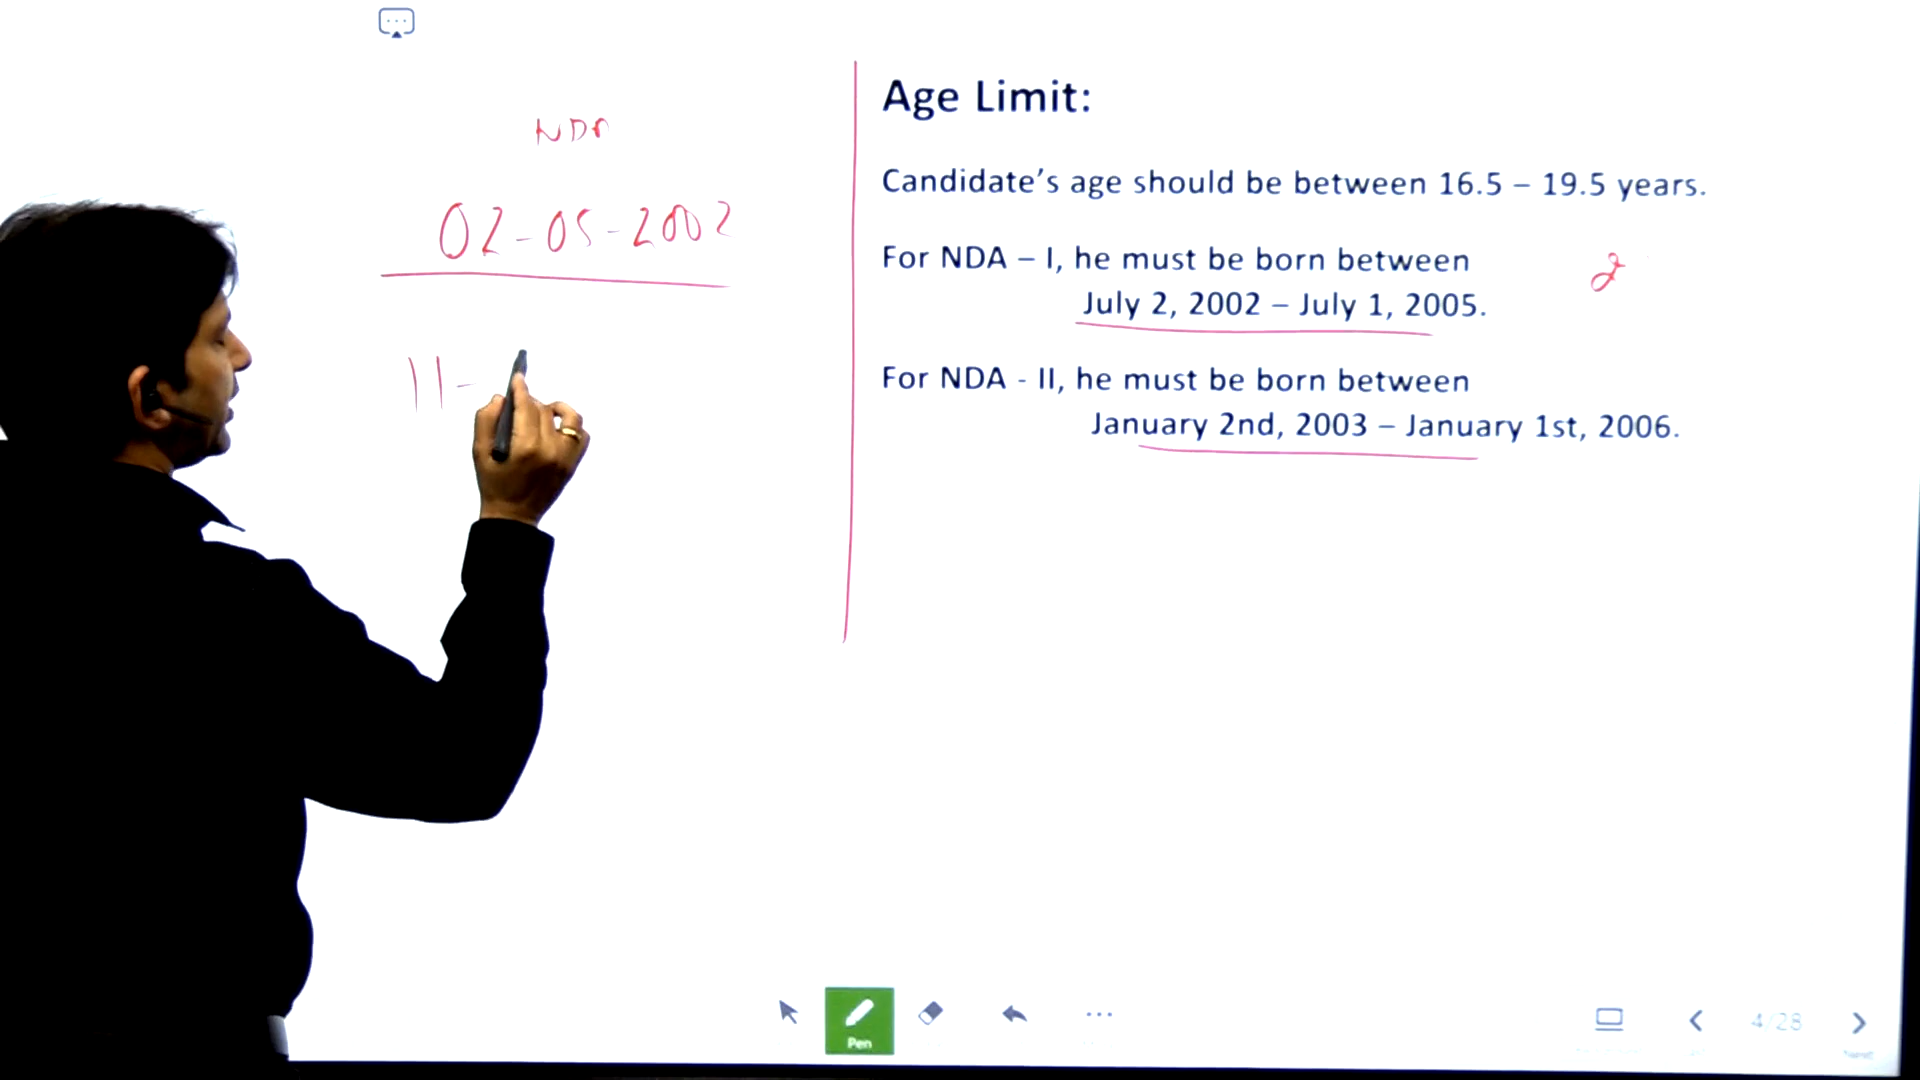 NDA
02-05-2002
11-
Age Limit:
Candidate's age should be between 16.5 – 19.5 years.
For NDA – I, he must be born between
July 2, 2002 – July 1, 2005.
For NDA - II, he must be born between
January 2nd, 2003 – January 1st, 2006.
Pen
4/28